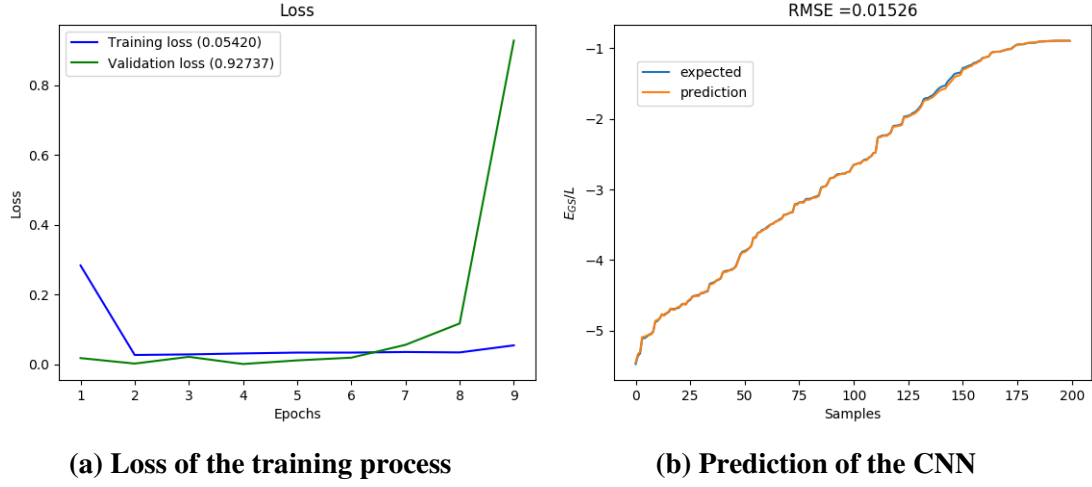 Loss
Training loss (0.05420)
Validation loss (0.92737)
Loss
0.8
0.6
0.4
0.2
0.0
1 2 3 4 5 6 7 8 9
Epochs
(a) Loss of the training process
RMSE =0.01526
expected
prediction
E_GS/L
−1
−2
−3
−4
−5
0 25 50 75 100 125 150 175 200
Samples
(b) Prediction of the CNN